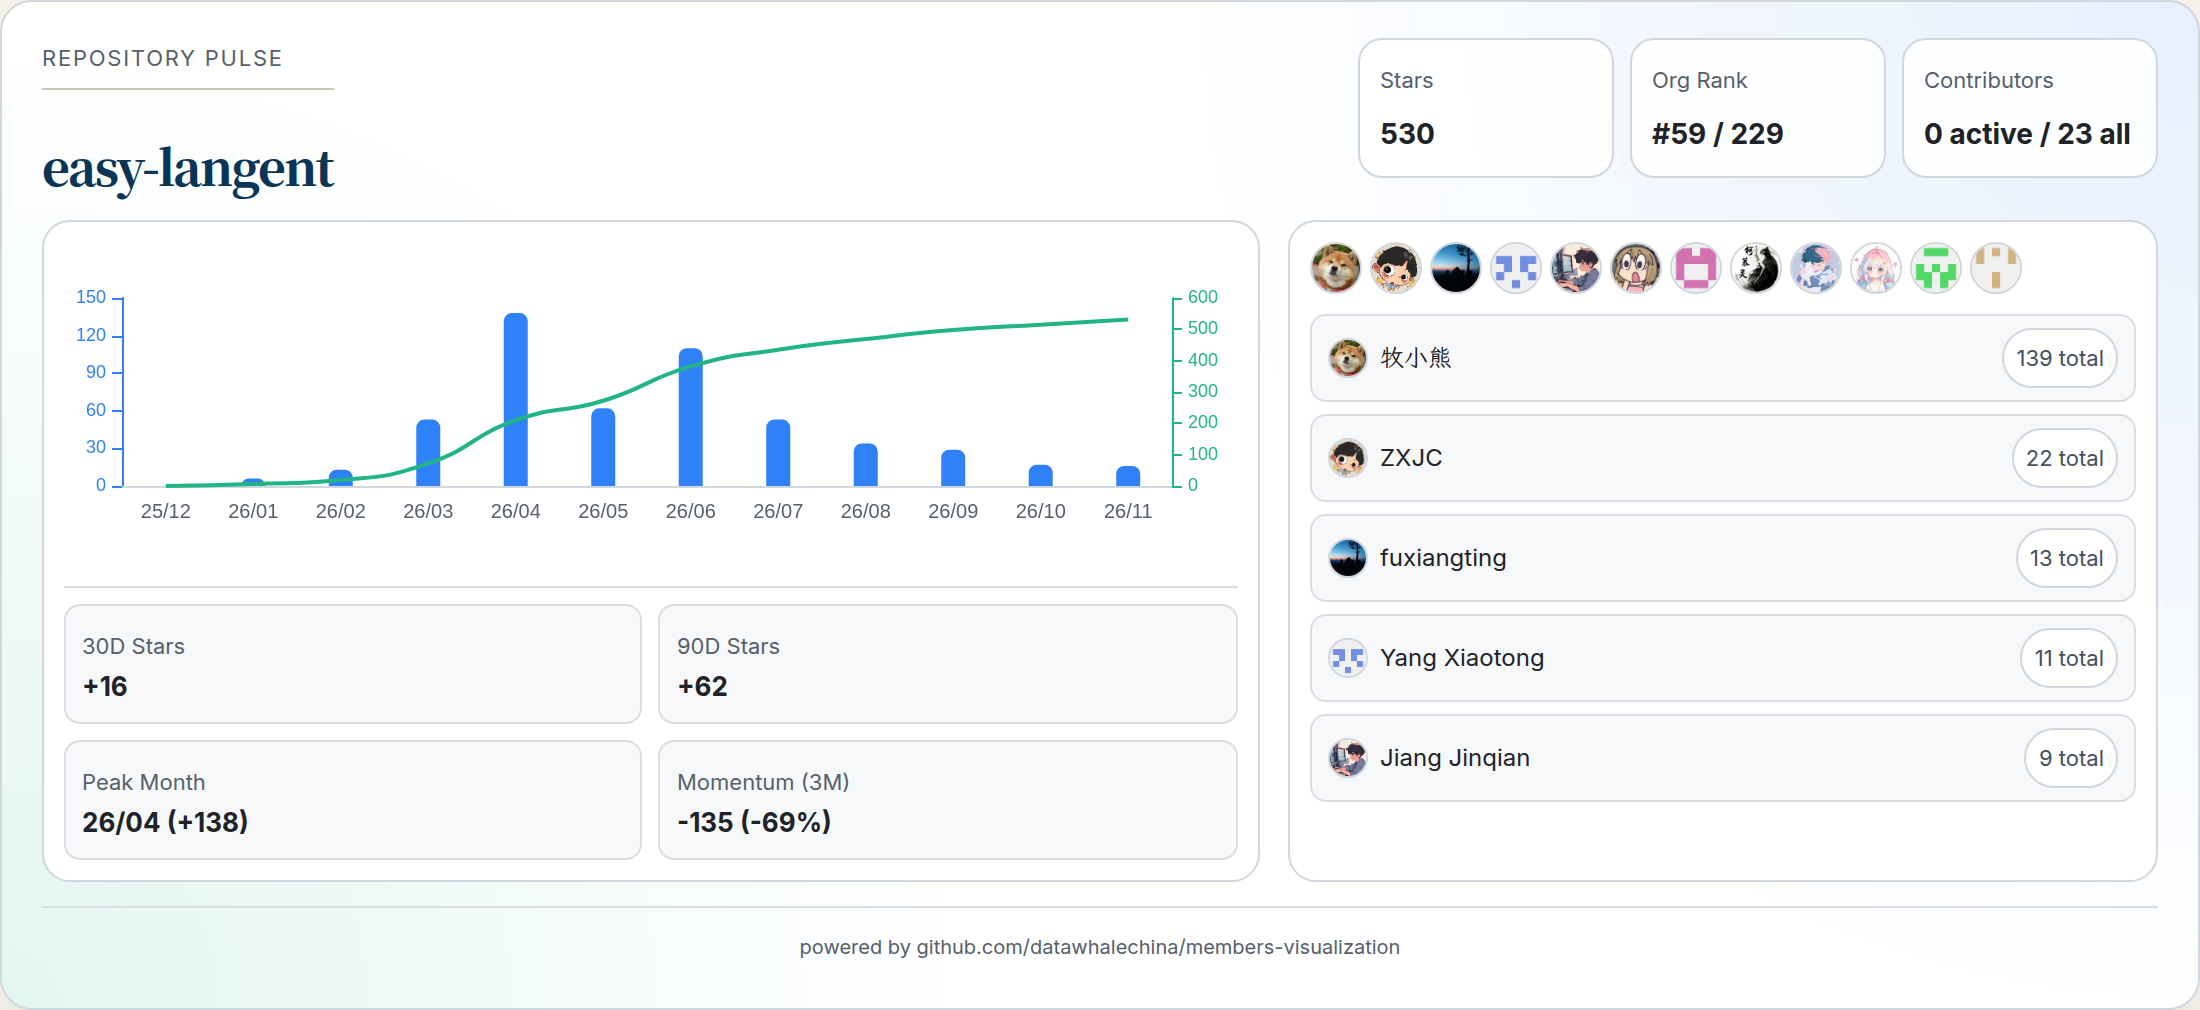 REPOSITORY PULSE
easy-langent
Stars
530
Org Rank
#59 / 229
Contributors
0 active / 23 all
150
120
90
60
30
0
600
500
400
300
200
100
0
25/12 26/01 26/02 26/03 26/04 26/05 26/06 26/07 26/08 26/09 26/10 26/11
30D Stars
+16
90D Stars
+62
Peak Month
26/04 (+138)
Momentum (3M)
-135 (-69%)
牧小熊
139 total
ZXJC
22 total
fuxiangting
13 total
Yang Xiaotong
11 total
Jiang Jinqian
9 total
powered by github.com/datawhalechina/members-visualization